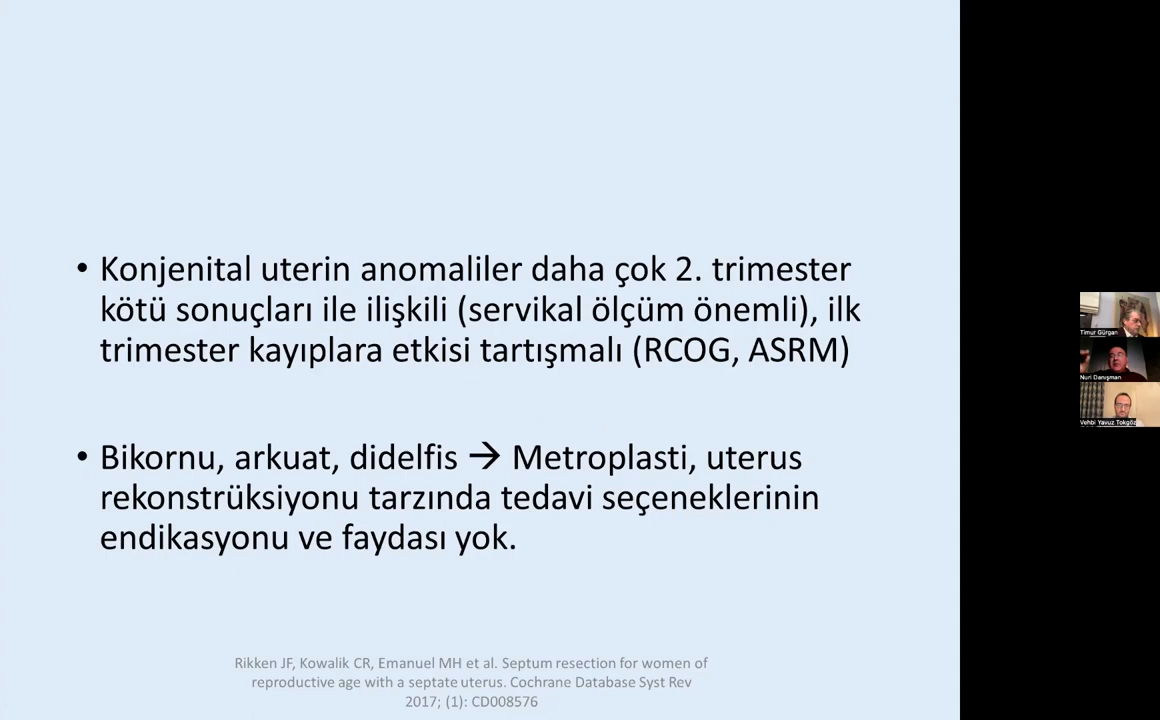 • Konjenital uterin anomaliler daha çok 2. trimester
kötü sonuçları ile ilişkili (servikal ölçüm önemli), ilk
trimester kayıplara etkisi tartışmalı (RCOG, ASRM)
• Bikornu, arkuat, didelfis → Metroplasti, uterus
rekonstrüksiyonu tarzında tedavi seçeneklerinin
endikasyonu ve faydası yok.
Rikken JF, Kowalik CR, Emanuel MH et al. Septum resection for women of
reproductive age with a septate uterus. Cochrane Database Syst Rev
2017; (1): CD008576
Timur Gürgan
Nuri Danışman
Vehbi Yavuz Tokgöz